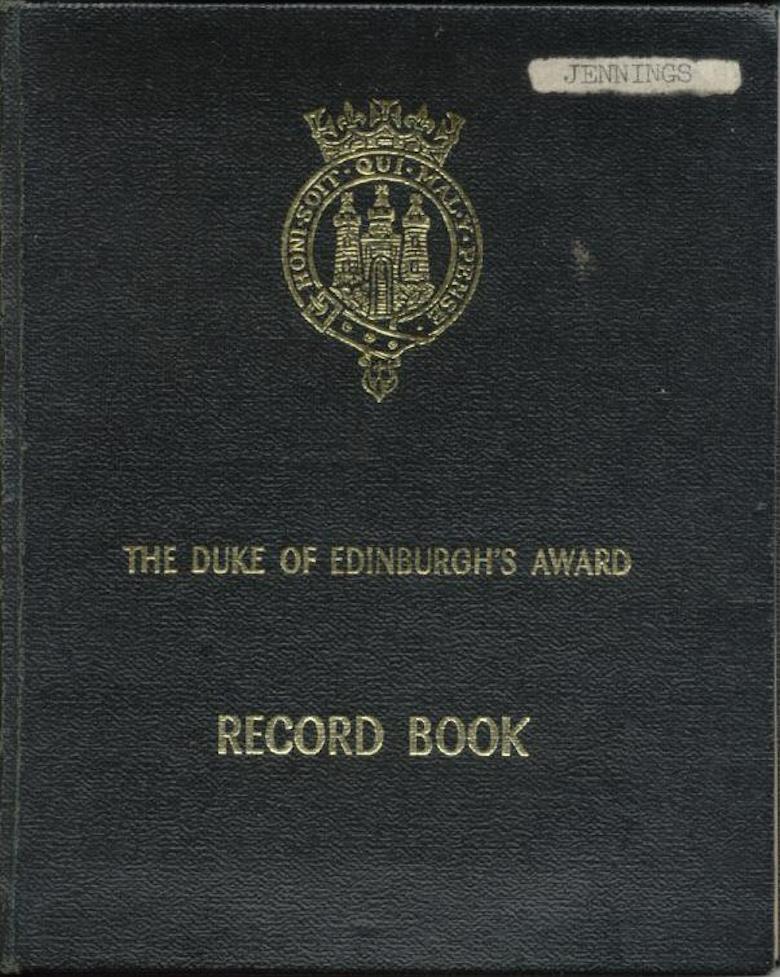 JENNINGS
HONI·SOIT·QUI·MAL·Y·PENSE
THE DUKE OF EDINBURGH'S AWARD
RECORD BOOK